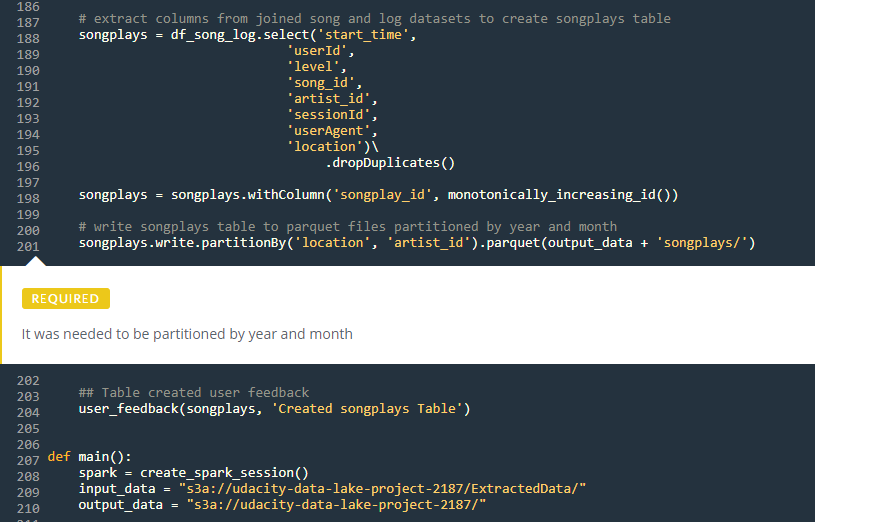 186
187 # extract columns from joined song and log datasets to create songplays table
188 songplays = df_song_log.select('start_time',
189 'userId',
190 'level',
191 'song_id',
192 'artist_id',
193 'sessionId',
194 'userAgent',
195 'location')\
196 .dropDuplicates()
197
198 songplays = songplays.withColumn('songplay_id', monotonically_increasing_id())
199
200 # write songplays table to parquet files partitioned by year and month
201 songplays.write.partitionBy('location', 'artist_id').parquet(output_data + 'songplays/')
REQUIRED
It was needed to be partitioned by year and month
202
203 ## Table created user feedback
204 user_feedback(songplays, 'Created songplays Table')
205
206
207 def main():
208 spark = create_spark_session()
209 input_data = "s3a://udacity-data-lake-project-2187/ExtractedData/"
210 output_data = "s3a://udacity-data-lake-project-2187/"